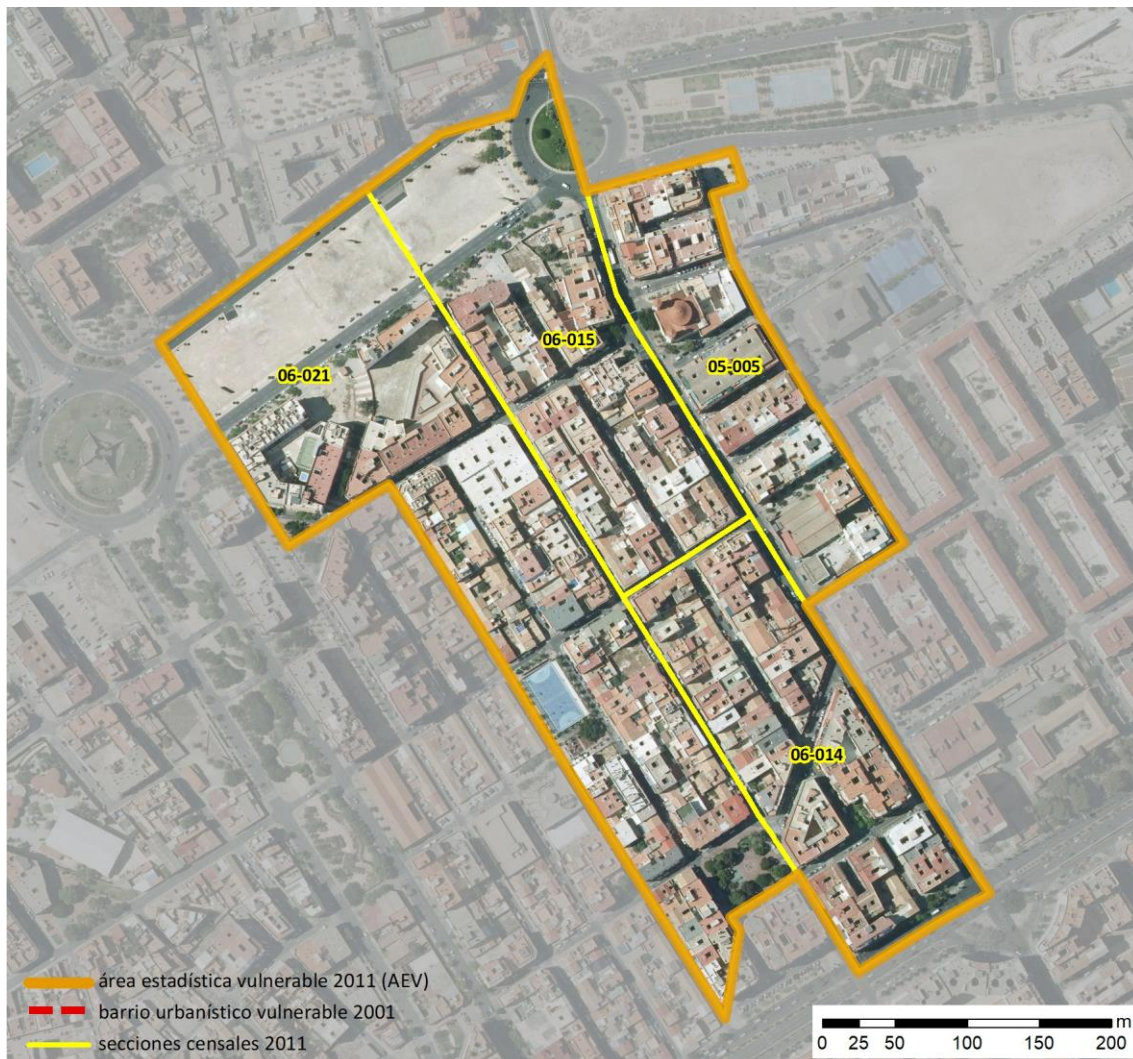 06-015
05-005
06-021
06-014
área estadística vulnerable 2011 (AEV)
barrio urbanístico vulnerable 2001
secciones censales 2011
m
0 25 50 100 150 200